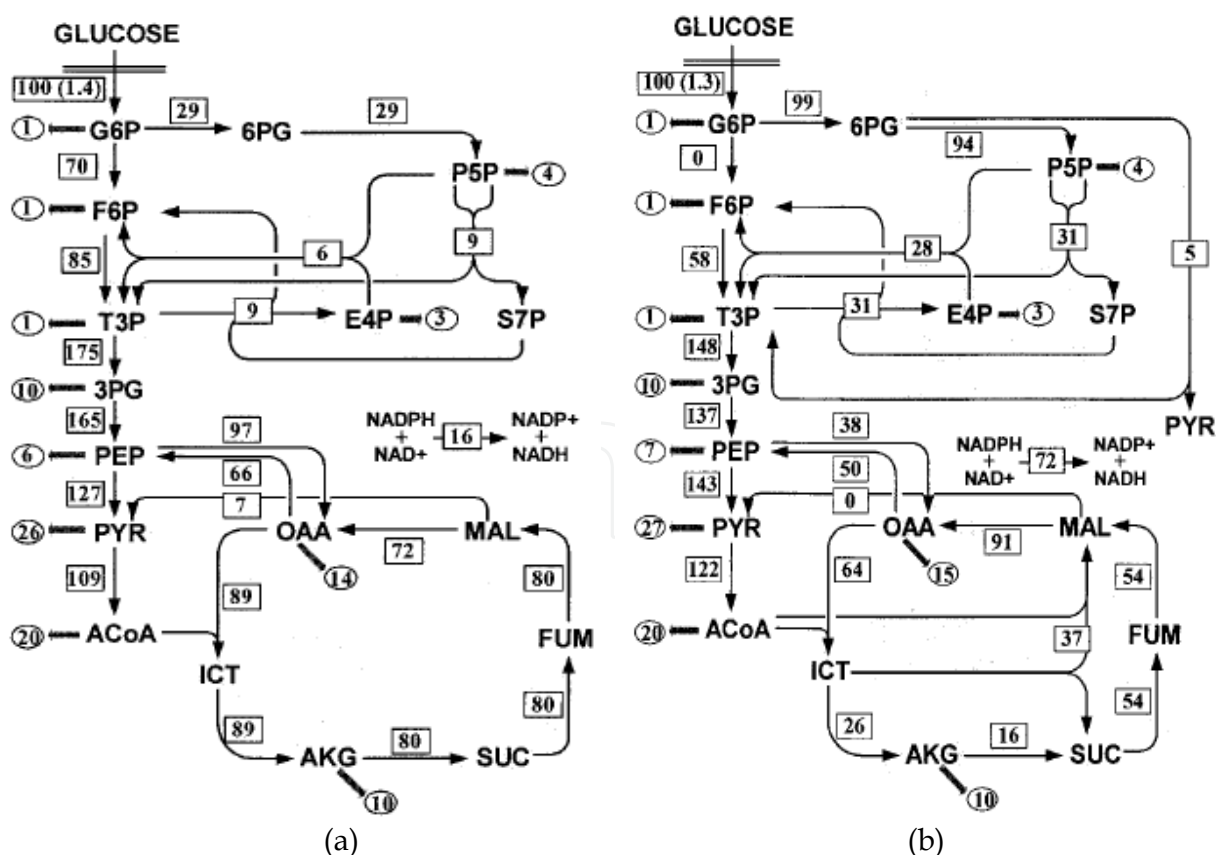 GLUCOSE
100 (1.4)
29
29
1
G6P
6PG
70
P5P
4
1
F6P
9
85
6
1
T3P
9
E4P
3
S7P
175
10
3PG
165
97
NADPH + NAD+
16
NADP+ + NADH
6
PEP
66
127
7
26
PYR
OAA
MAL
72
14
109
89
80
20
ACoA
FUM
ICT
89
80
80
AKG
SUC
10
(a)
GLUCOSE
100 (1.3)
99
1
G6P
6PG
94
0
P5P
4
1
F6P
31
58
28
5
1
T3P
31
E4P
3
S7P
148
10
3PG
137
38
PYR
NADPH + NAD+
72
NADP+ + NADH
7
PEP
50
143
0
27
PYR
OAA
MAL
91
15
122
64
54
20
ACoA
37
FUM
ICT
26
16
54
AKG
SUC
10
(b)